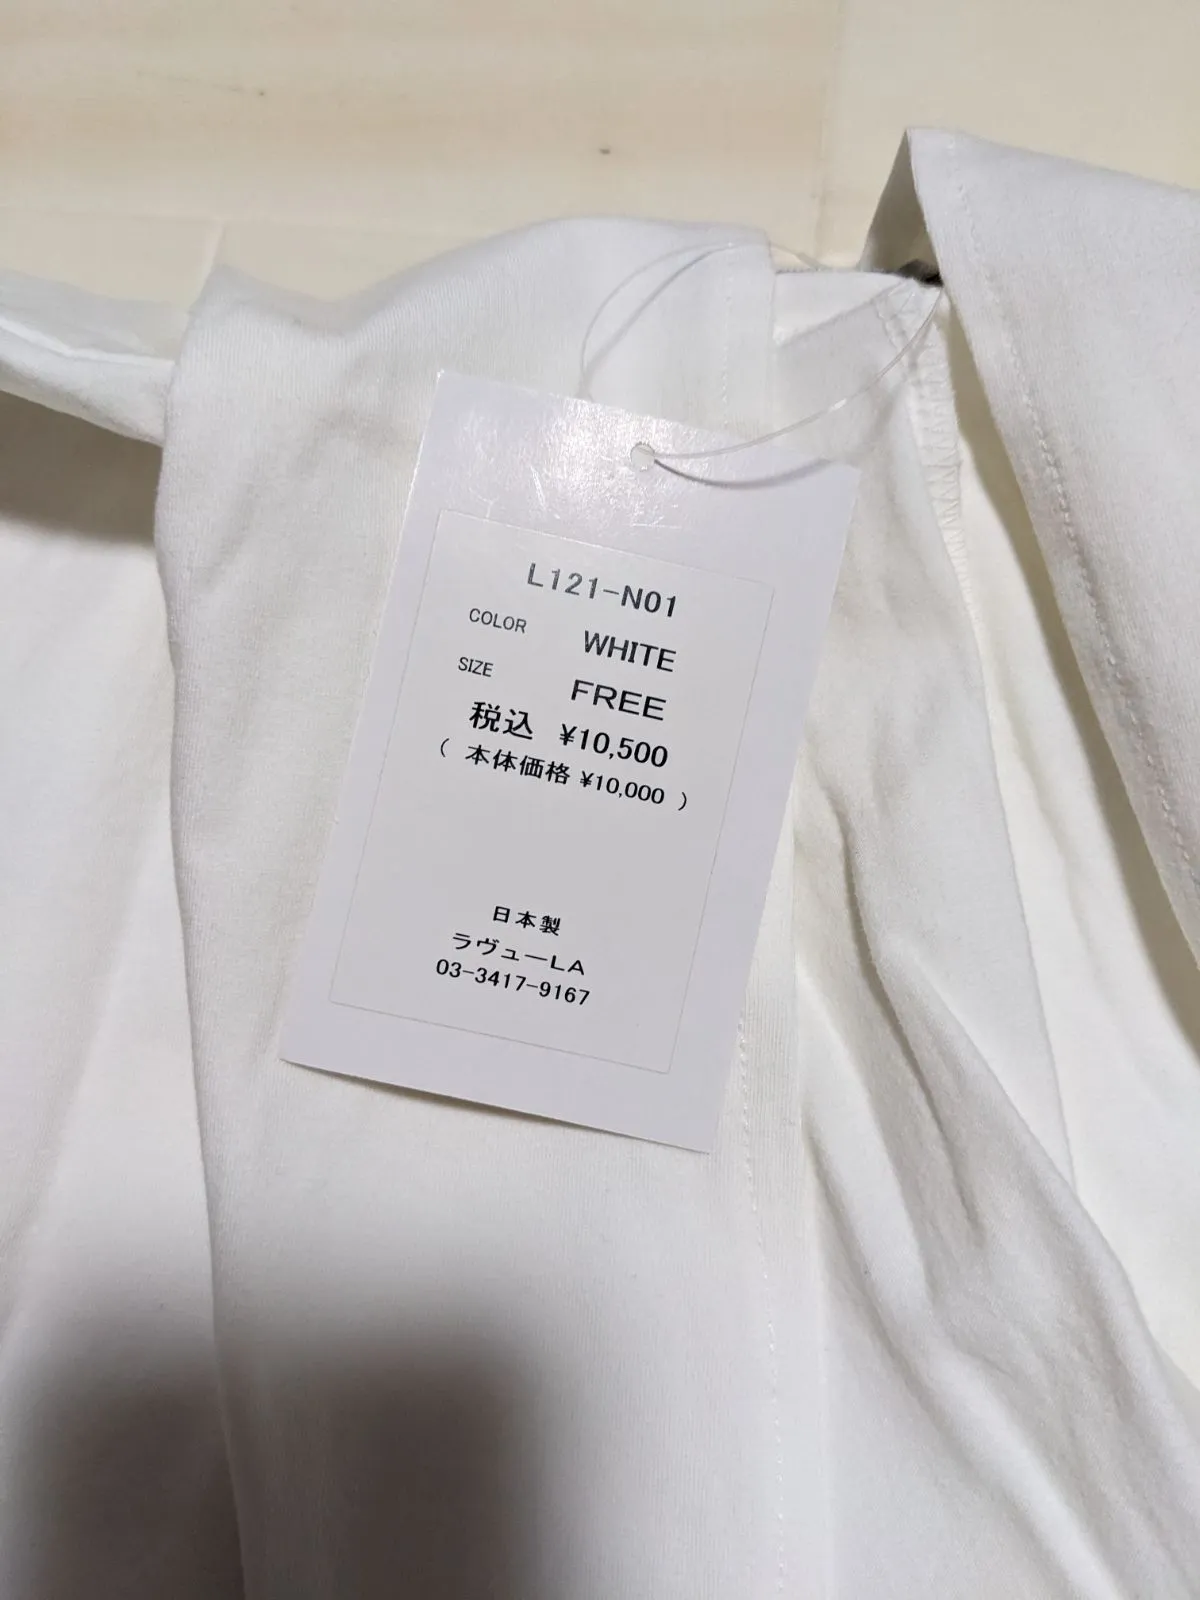 L121-N01
COLOR WHITE
SIZE FREE
税込 ¥10,500
( 本体価格 ¥10,000 )
日本製
ラヴューLA
03-3417-9167